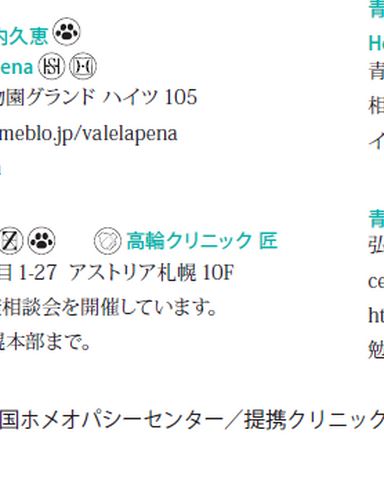 内久恵
ena
物園グランド ハイツ 105
meblo.jp/valelapena
高輪クリニック 匠
目 1-27 アストリア札幌 10F
相談会を開催しています。
幌本部まで。
青
He
青
相
イ
青
弘
ce
ht
勉
国ホメオパシーセンター／提携クリニック